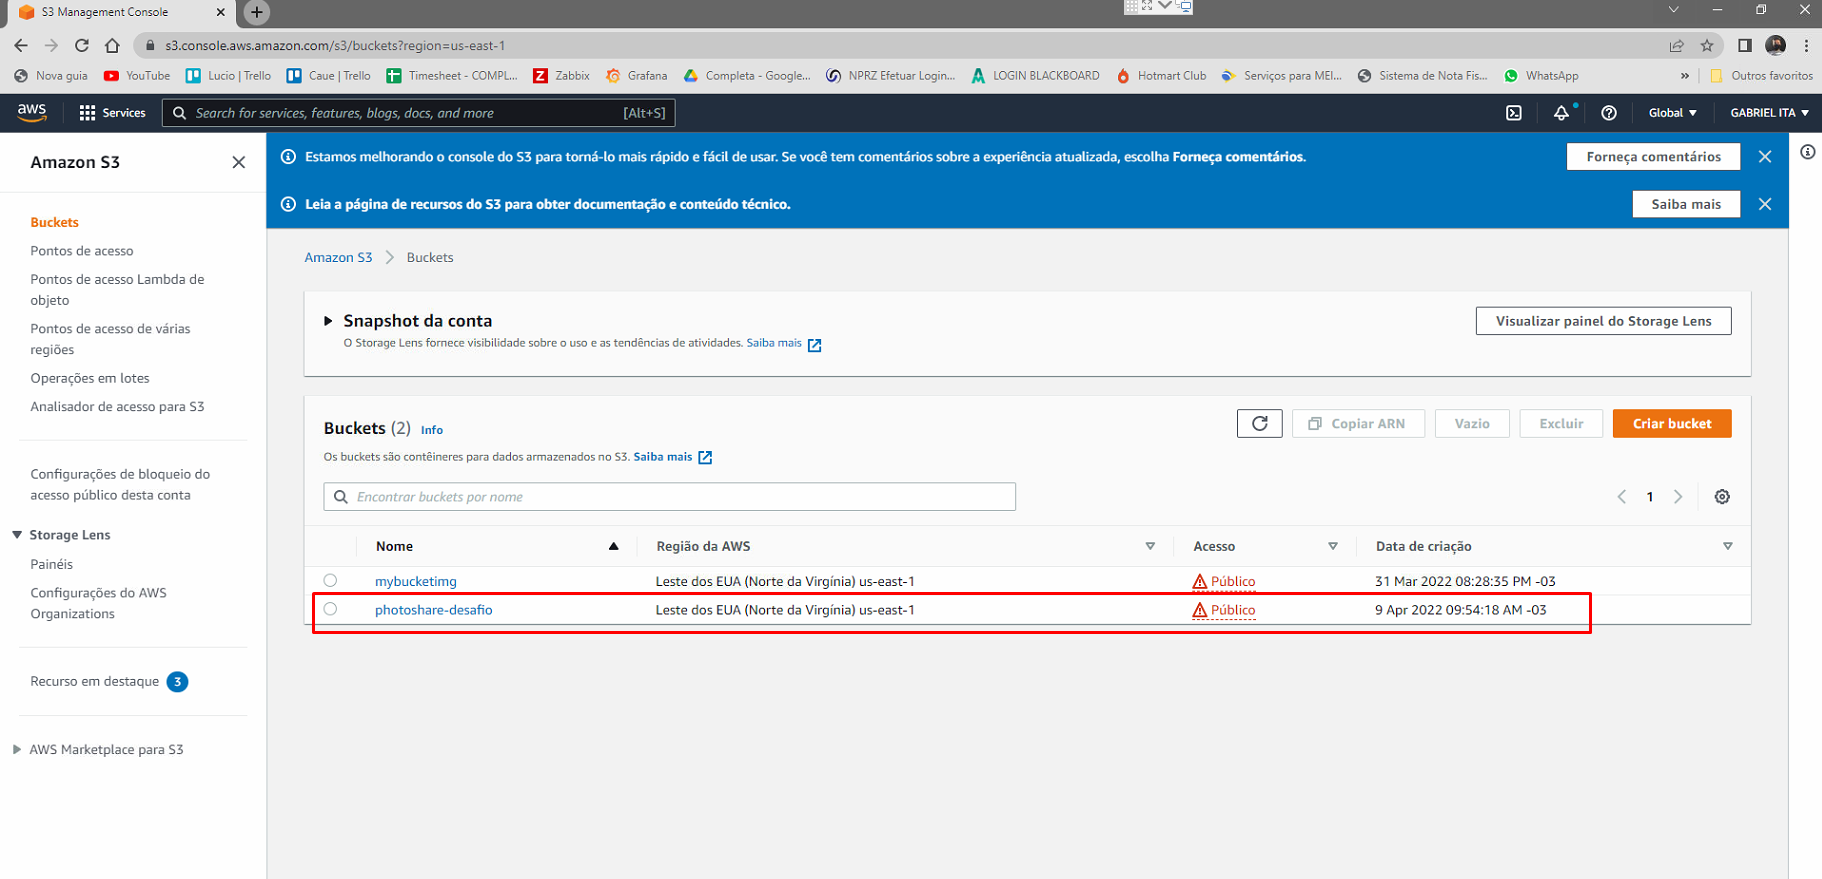 S3 Management Console
s3.console.aws.amazon.com/s3/buckets?region=us-east-1
Nova guia
YouTube
Lucio | Trello
Caue | Trello
Timesheet - COMPL...
Zabbix
Grafana
Completa - Google...
NPRZ Efetuar Login...
LOGIN BLACKBOARD
Hotmart Club
Serviços para MEI...
Sistema de Nota Fis...
WhatsApp
»
Outros favoritos
aws
Services
Search for services, features, blogs, docs, and more
[Alt+S]
Global
GABRIEL ITA
Amazon S3
Buckets
Pontos de acesso
Pontos de acesso Lambda de
objeto
Pontos de acesso de várias
regiões
Operações em lotes
Analisador de acesso para S3
Configurações de bloqueio do
acesso público desta conta
Storage Lens
Painéis
Configurações do AWS
Organizations
Recurso em destaque 3
AWS Marketplace para S3
Estamos melhorando o console do S3 para torná-lo mais rápido e fácil de usar. Se você tem comentários sobre a experiência atualizada, escolha Forneça comentários.
Forneça comentários
Leia a página de recursos do S3 para obter documentação e conteúdo técnico.
Saiba mais
Amazon S3
Buckets
Snapshot da conta
O Storage Lens fornece visibilidade sobre o uso e as tendências de atividades. Saiba mais
Visualizar painel do Storage Lens
Buckets (2) Info
Os buckets são contêineres para dados armazenados no S3. Saiba mais
Copiar ARN
Vazio
Excluir
Criar bucket
Encontrar buckets por nome
1
Nome Região da AWS Acesso Data de criação
mybucketimg Leste dos EUA (Norte da Virgínia) us-east-1 Público 31 Mar 2022 08:28:35 PM -03
photoshare-desafio Leste dos EUA (Norte da Virgínia) us-east-1 Público 9 Apr 2022 09:54:18 AM -03